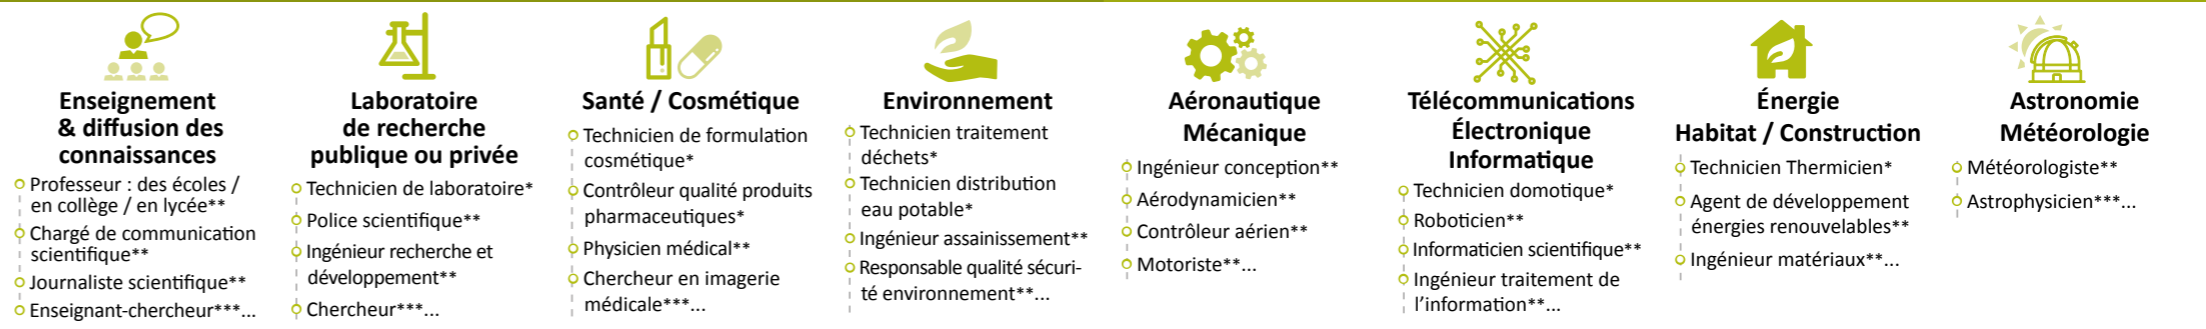 Enseignement
& diffusion des
connaissances
Professeur : des écoles /
en collège / en lycée**
Chargé de communication
scientifique**
Journaliste scientifique**
Enseignant-chercheur***...
Laboratoire
de recherche
publique ou privée
Technicien de laboratoire*
Police scientifique**
Ingénieur recherche et
développement**
Chercheur***...
Santé / Cosmétique
Technicien de formulation
cosmétique*
Contrôleur qualité produits
pharmaceutiques*
Physicien médical**
Chercheur en imagerie
médicale***...
Environnement
Technicien traitement
déchets*
Technicien distribution
eau potable*
Ingénieur assainissement**
Responsable qualité sécuri-
té environnement**...
Aéronautique
Mécanique
Ingénieur conception**
Aérodynamicien**
Contrôleur aérien**
Motoriste**...
Télécommunications
Électronique
Informatique
Technicien domotique*
Roboticien**
Informaticien scientifique**
Ingénieur traitement de
l'information**...
Énergie
Habitat / Construction
Technicien Thermicien*
Agent de développement
énergies renouvelables**
Ingénieur matériaux**...
Astronomie
Météorologie
Météorologiste**
Astrophysicien***...